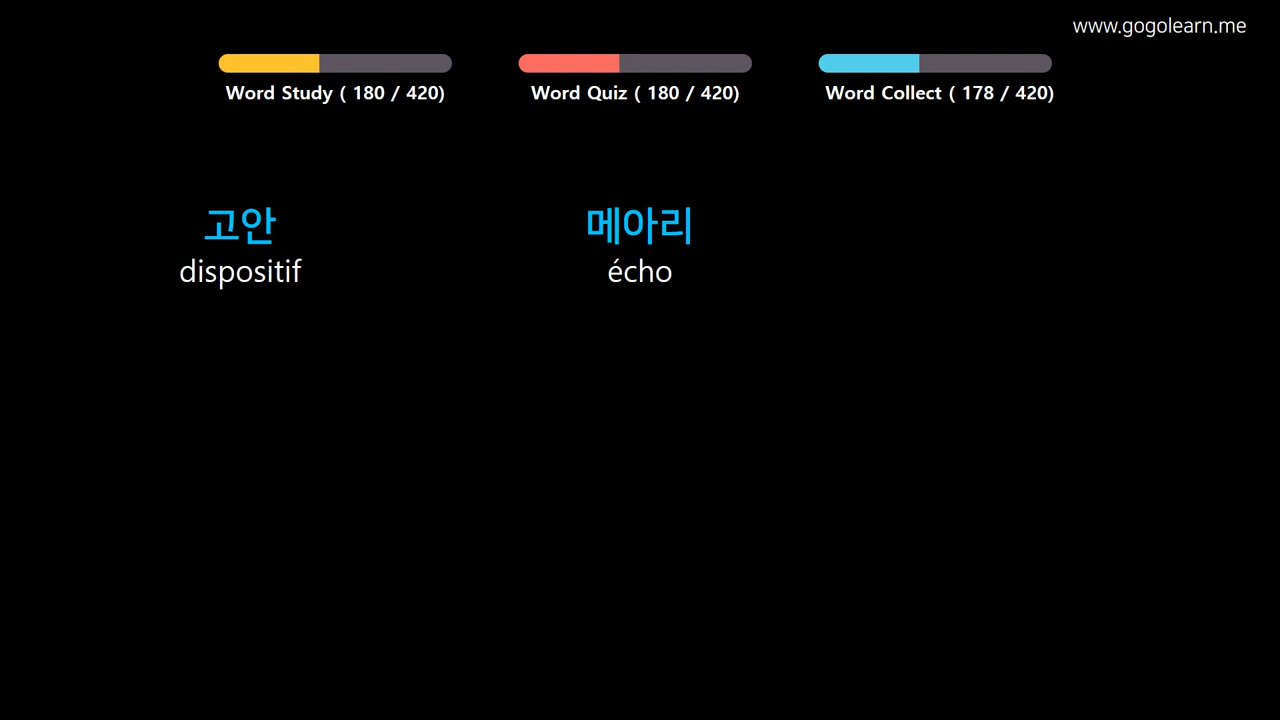 www.gogolearn.me
Word Study ( 180 / 420)
Word Quiz ( 180 / 420)
Word Collect ( 178 / 420)
고안
dispositif
메아리
écho